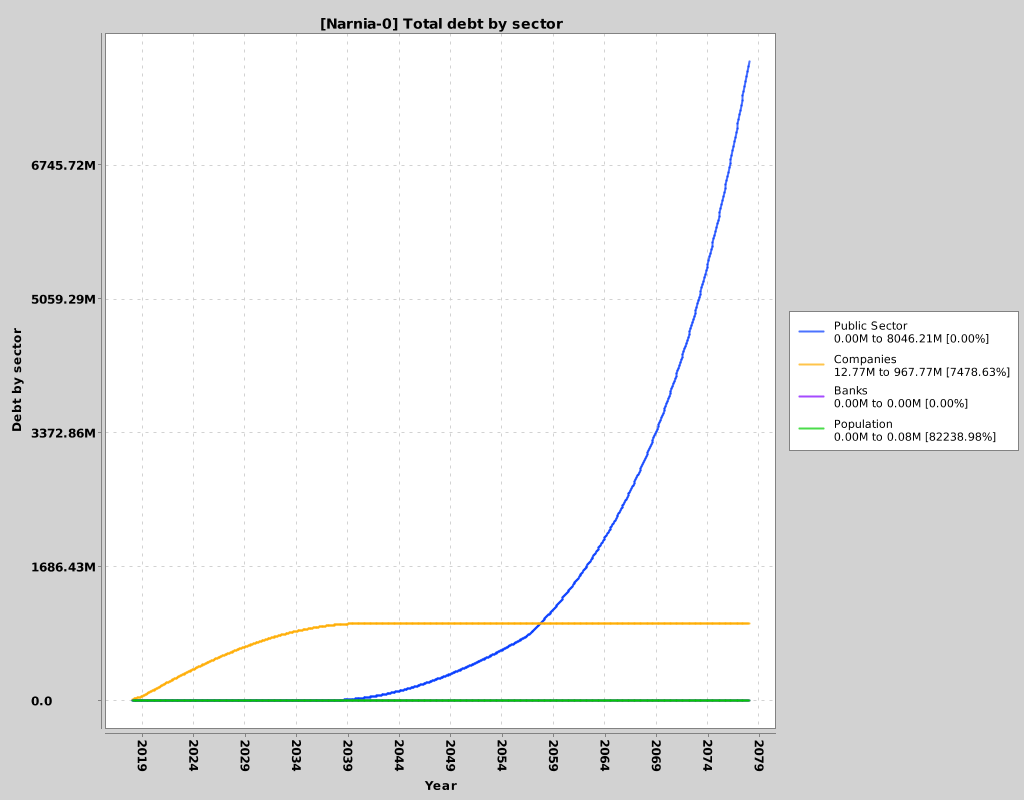 [Narnia-0] Total debt by sector
6745.72M
5059.29M
3372.86M
1686.43M
0.0
Debt by sector
2019
2024
2029
2034
2039
2044
2049
2054
2059
2064
2069
2074
2079
Year
Public Sector
0.00M to 8046.21M [0.00%]
Companies
12.77M to 967.77M [7478.63%]
Banks
0.00M to 0.00M [0.00%]
Population
0.00M to 0.08M [82238.98%]